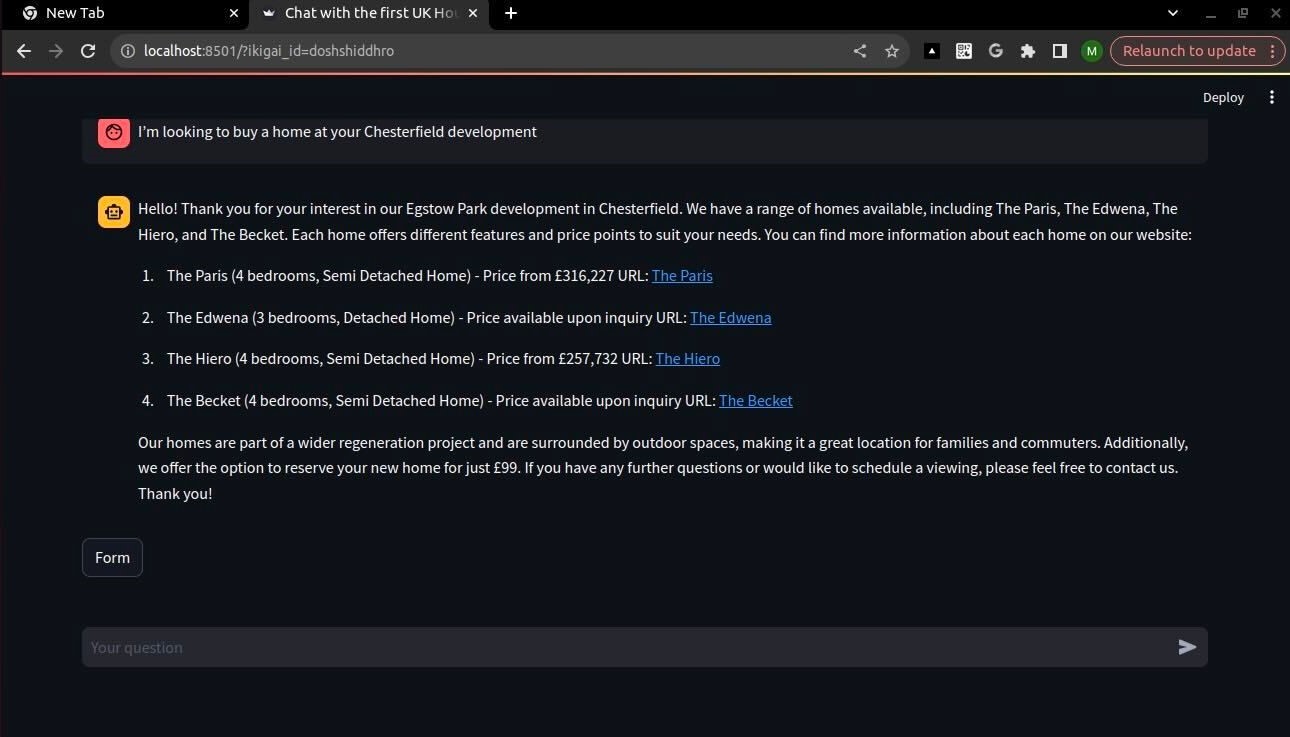 New Tab
Chat with the first UK Hou
localhost:8501/?ikigai_id=doshshiddhro
G
M
Relaunch to update
Deploy
I'm looking to buy a home at your Chesterfield development
Hello! Thank you for your interest in our Egstow Park development in Chesterfield. We have a range of homes available, including The Paris, The Edwena, The
Hiero, and The Becket. Each home offers different features and price points to suit your needs. You can find more information about each home on our website:
1. The Paris (4 bedrooms, Semi Detached Home) - Price from £316,227 URL: The Paris
2. The Edwena (3 bedrooms, Detached Home) - Price available upon inquiry URL: The Edwena
3. The Hiero (4 bedrooms, Semi Detached Home) - Price from £257,732 URL: The Hiero
4. The Becket (4 bedrooms, Semi Detached Home) - Price available upon inquiry URL: The Becket
Our homes are part of a wider regeneration project and are surrounded by outdoor spaces, making it a great location for families and commuters. Additionally,
we offer the option to reserve your new home for just £99. If you have any further questions or would like to schedule a viewing, please feel free to contact us.
Thank you!
Form
Your question